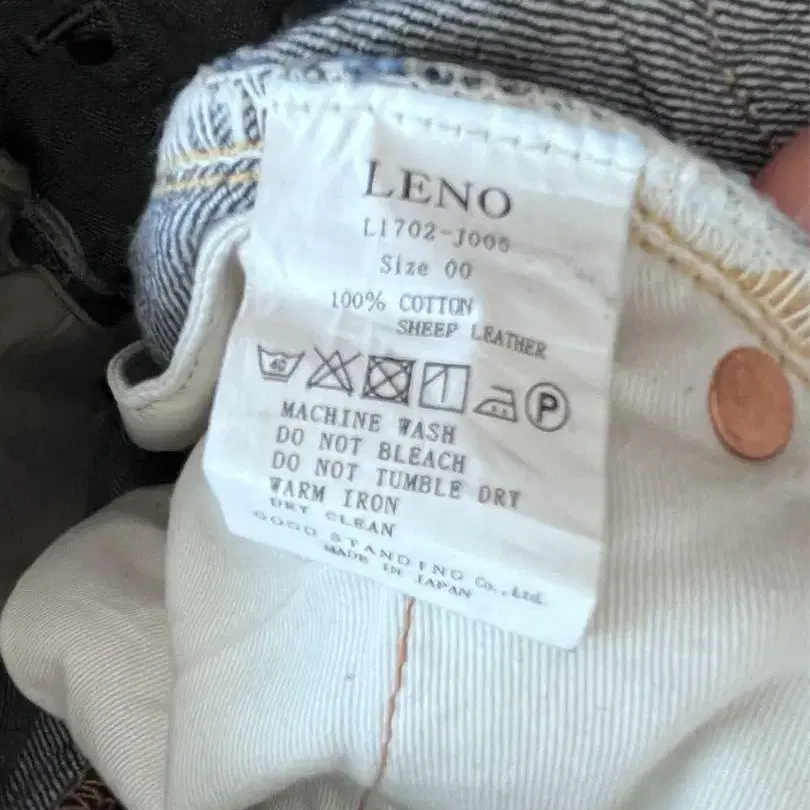 LENO
L1702-J005
Size 00
100% COTTON
SHEEP LEATHER
40 P
MACHINE WASH
DO NOT BLEACH
DO NOT TUMBLE DRY
WARM IRON
DRY CLEAN
GOOD STANDING Co.,Ltd.
MADE IN JAPAN